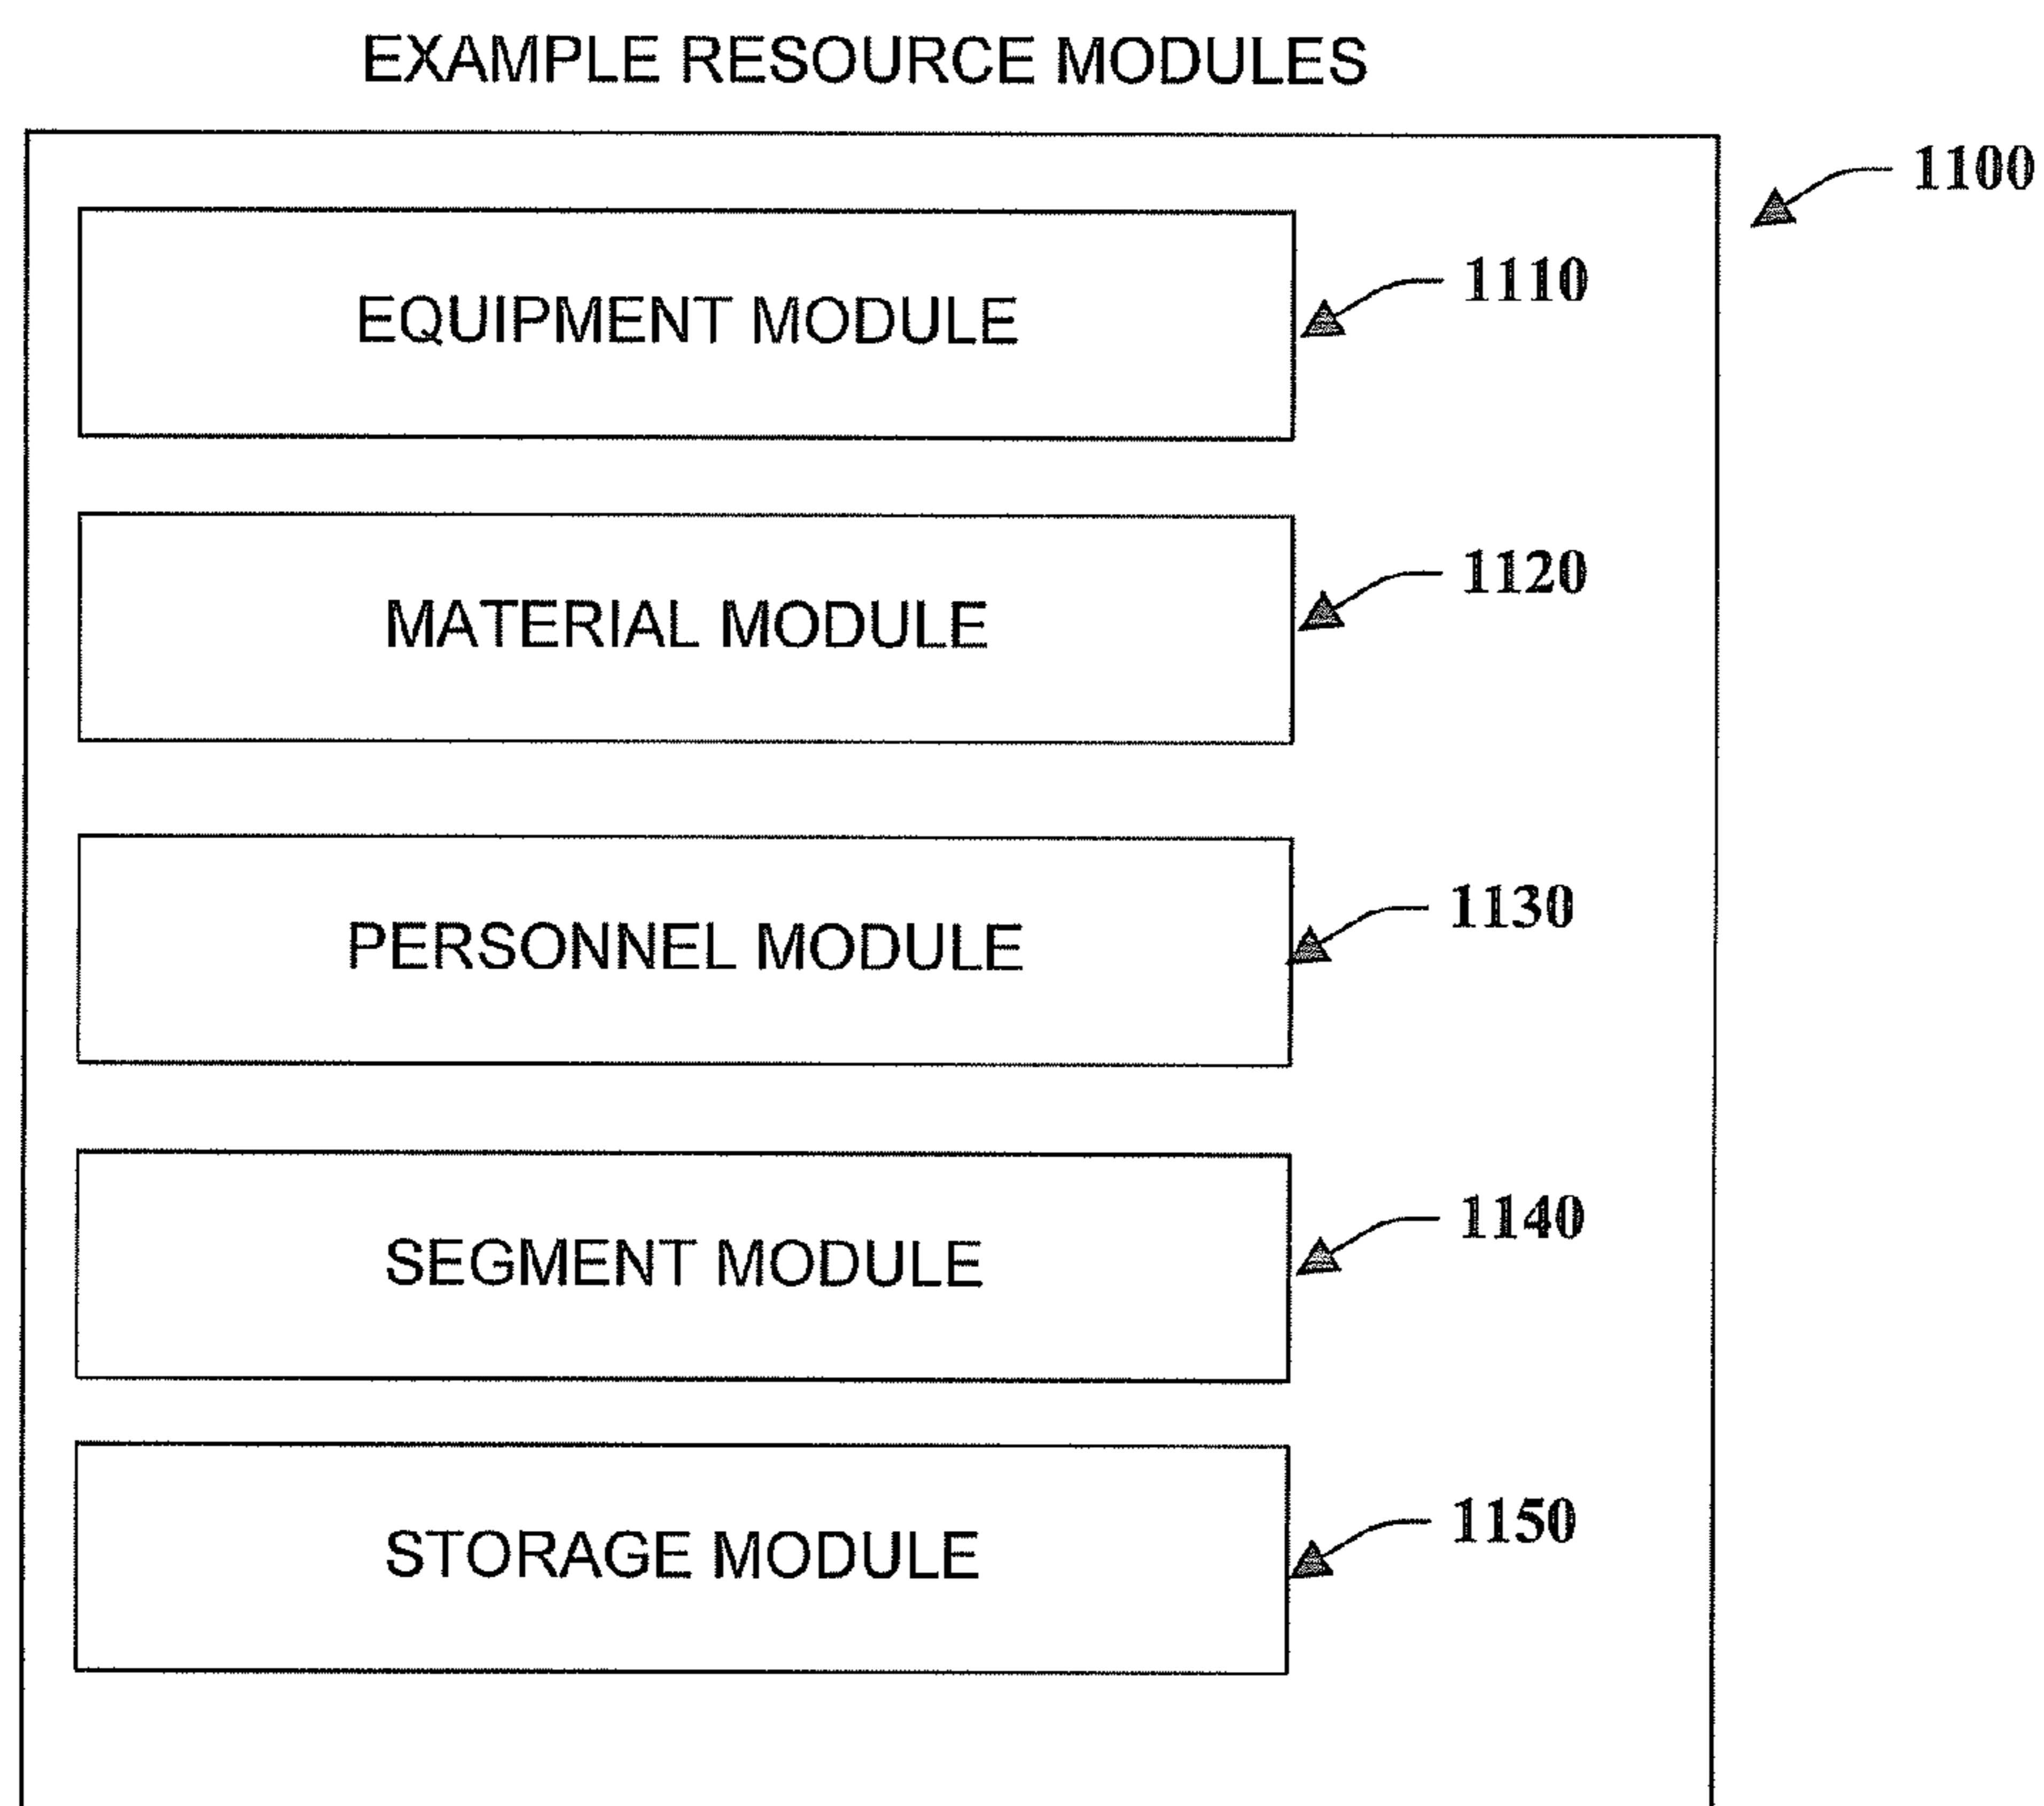 EXAMPLE RESOURCE MODULES
1100
EQUIPMENT MODULE
1110
MATERIAL MODULE
1120
PERSONNEL MODULE
1130
SEGMENT MODULE
1140
STORAGE MODULE
1150